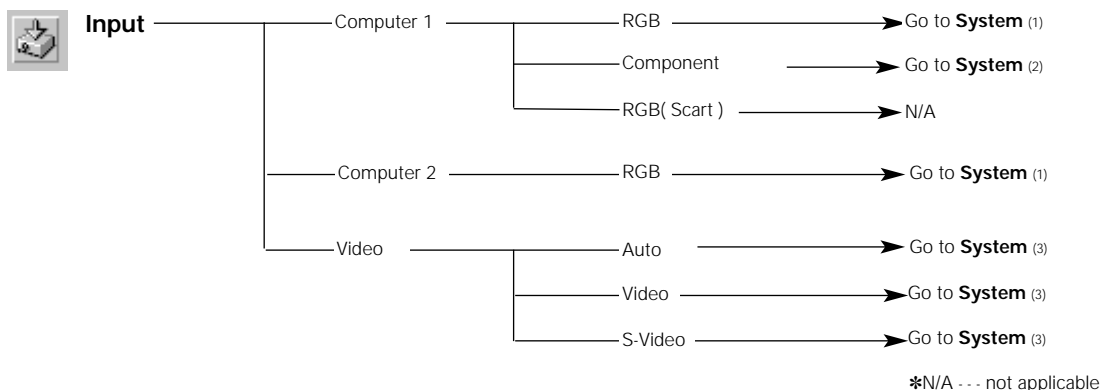 Input Computer 1 RGB Go to System (1)
Component Go to System (2)
RGB( Scart ) N/A
Computer 2 RGB Go to System (1)
Video Auto Go to System (3)
Video Go to System (3)
S-Video Go to System (3)
✽N/A - - - not applicable